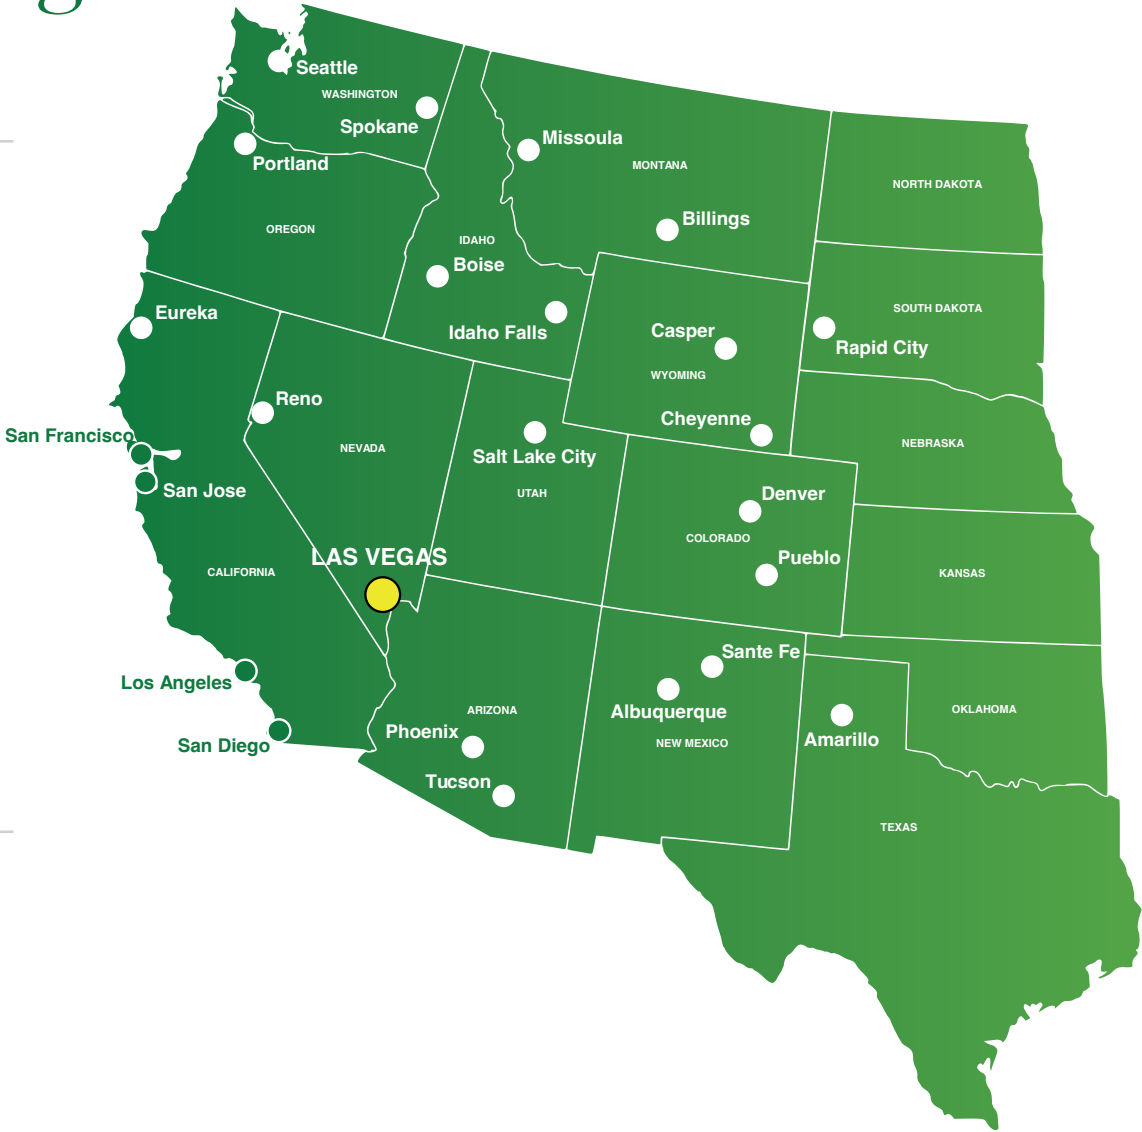 g
Seattle
WASHINGTON
Spokane
Portland
Missoula
MONTANA
NORTH DAKOTA
Billings
OREGON
IDAHO
Boise
Eureka
Idaho Falls
Casper
SOUTH DAKOTA
Rapid City
WYOMING
Reno
Cheyenne
San Francisco
NEVADA
Salt Lake City
NEBRASKA
San Jose
UTAH
Denver
COLORADO
Pueblo
LAS VEGAS
CALIFORNIA
KANSAS
Sante Fe
Los Angeles
ARIZONA
Albuquerque
OKLAHOMA
Phoenix
NEW MEXICO
Amarillo
San Diego
Tucson
TEXAS